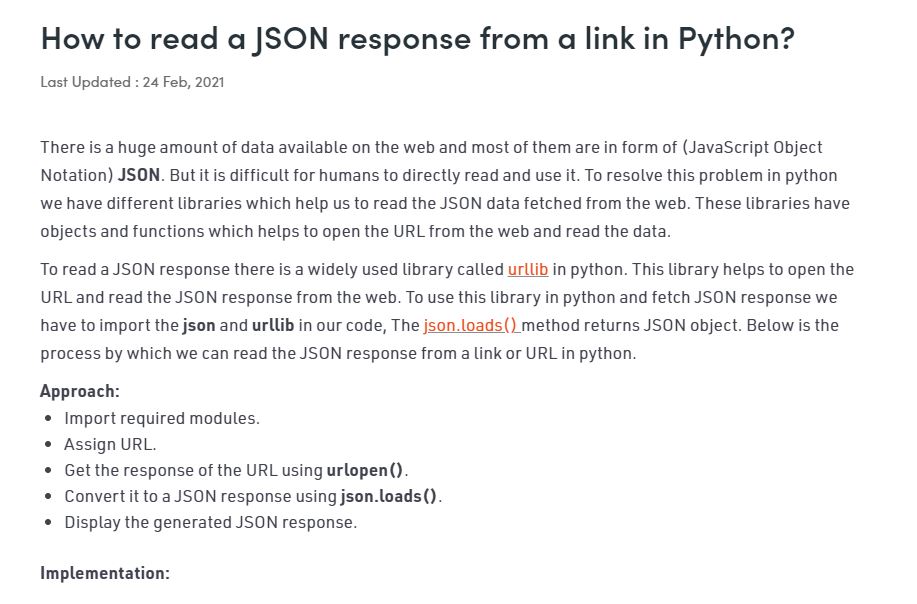 How to read a JSON response from a link in Python?
Last Updated : 24 Feb, 2021
There is a huge amount of data available on the web and most of them are in form of (JavaScript Object
Notation) JSON. But it is difficult for humans to directly read and use it. To resolve this problem in python
we have different libraries which help us to read the JSON data fetched from the web. These libraries have
objects and functions which helps to open the URL from the web and read the data.
To read a JSON response there is a widely used library called urllib in python. This library helps to open the
URL and read the JSON response from the web. To use this library in python and fetch JSON response we
have to import the json and urllib in our code, The json.loads() method returns JSON object. Below is the
process by which we can read the JSON response from a link or URL in python.
Approach:
• Import required modules.
• Assign URL.
• Get the response of the URL using urlopen().
• Convert it to a JSON response using json.loads().
• Display the generated JSON response.
Implementation: